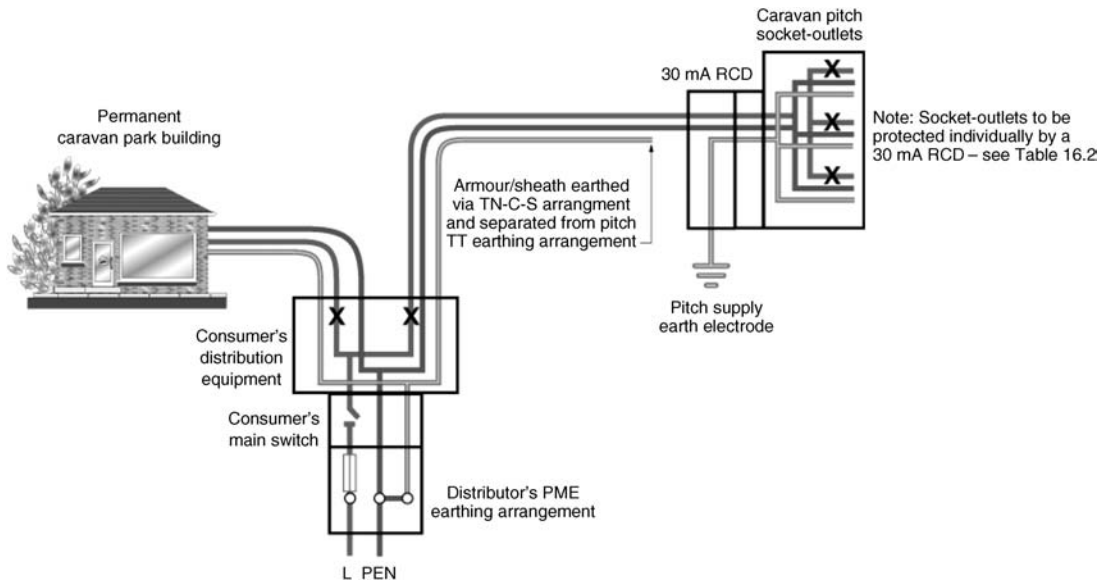 Caravan pitch
socket-outlets
30 mA RCD
Permanent
caravan park building
X
X
X
Note: Socket-outlets to be
protected individually by a
30 mA RCD – see Table 16.2
Armour/sheath earthed
via TN-C-S arrangment
and separated from pitch
TT earthing arrangement
Pitch supply
earth electrode
X
X
Consumer's
distribution
equipment
Consumer's
main switch
Distributor's PME
earthing arrangement
L PEN